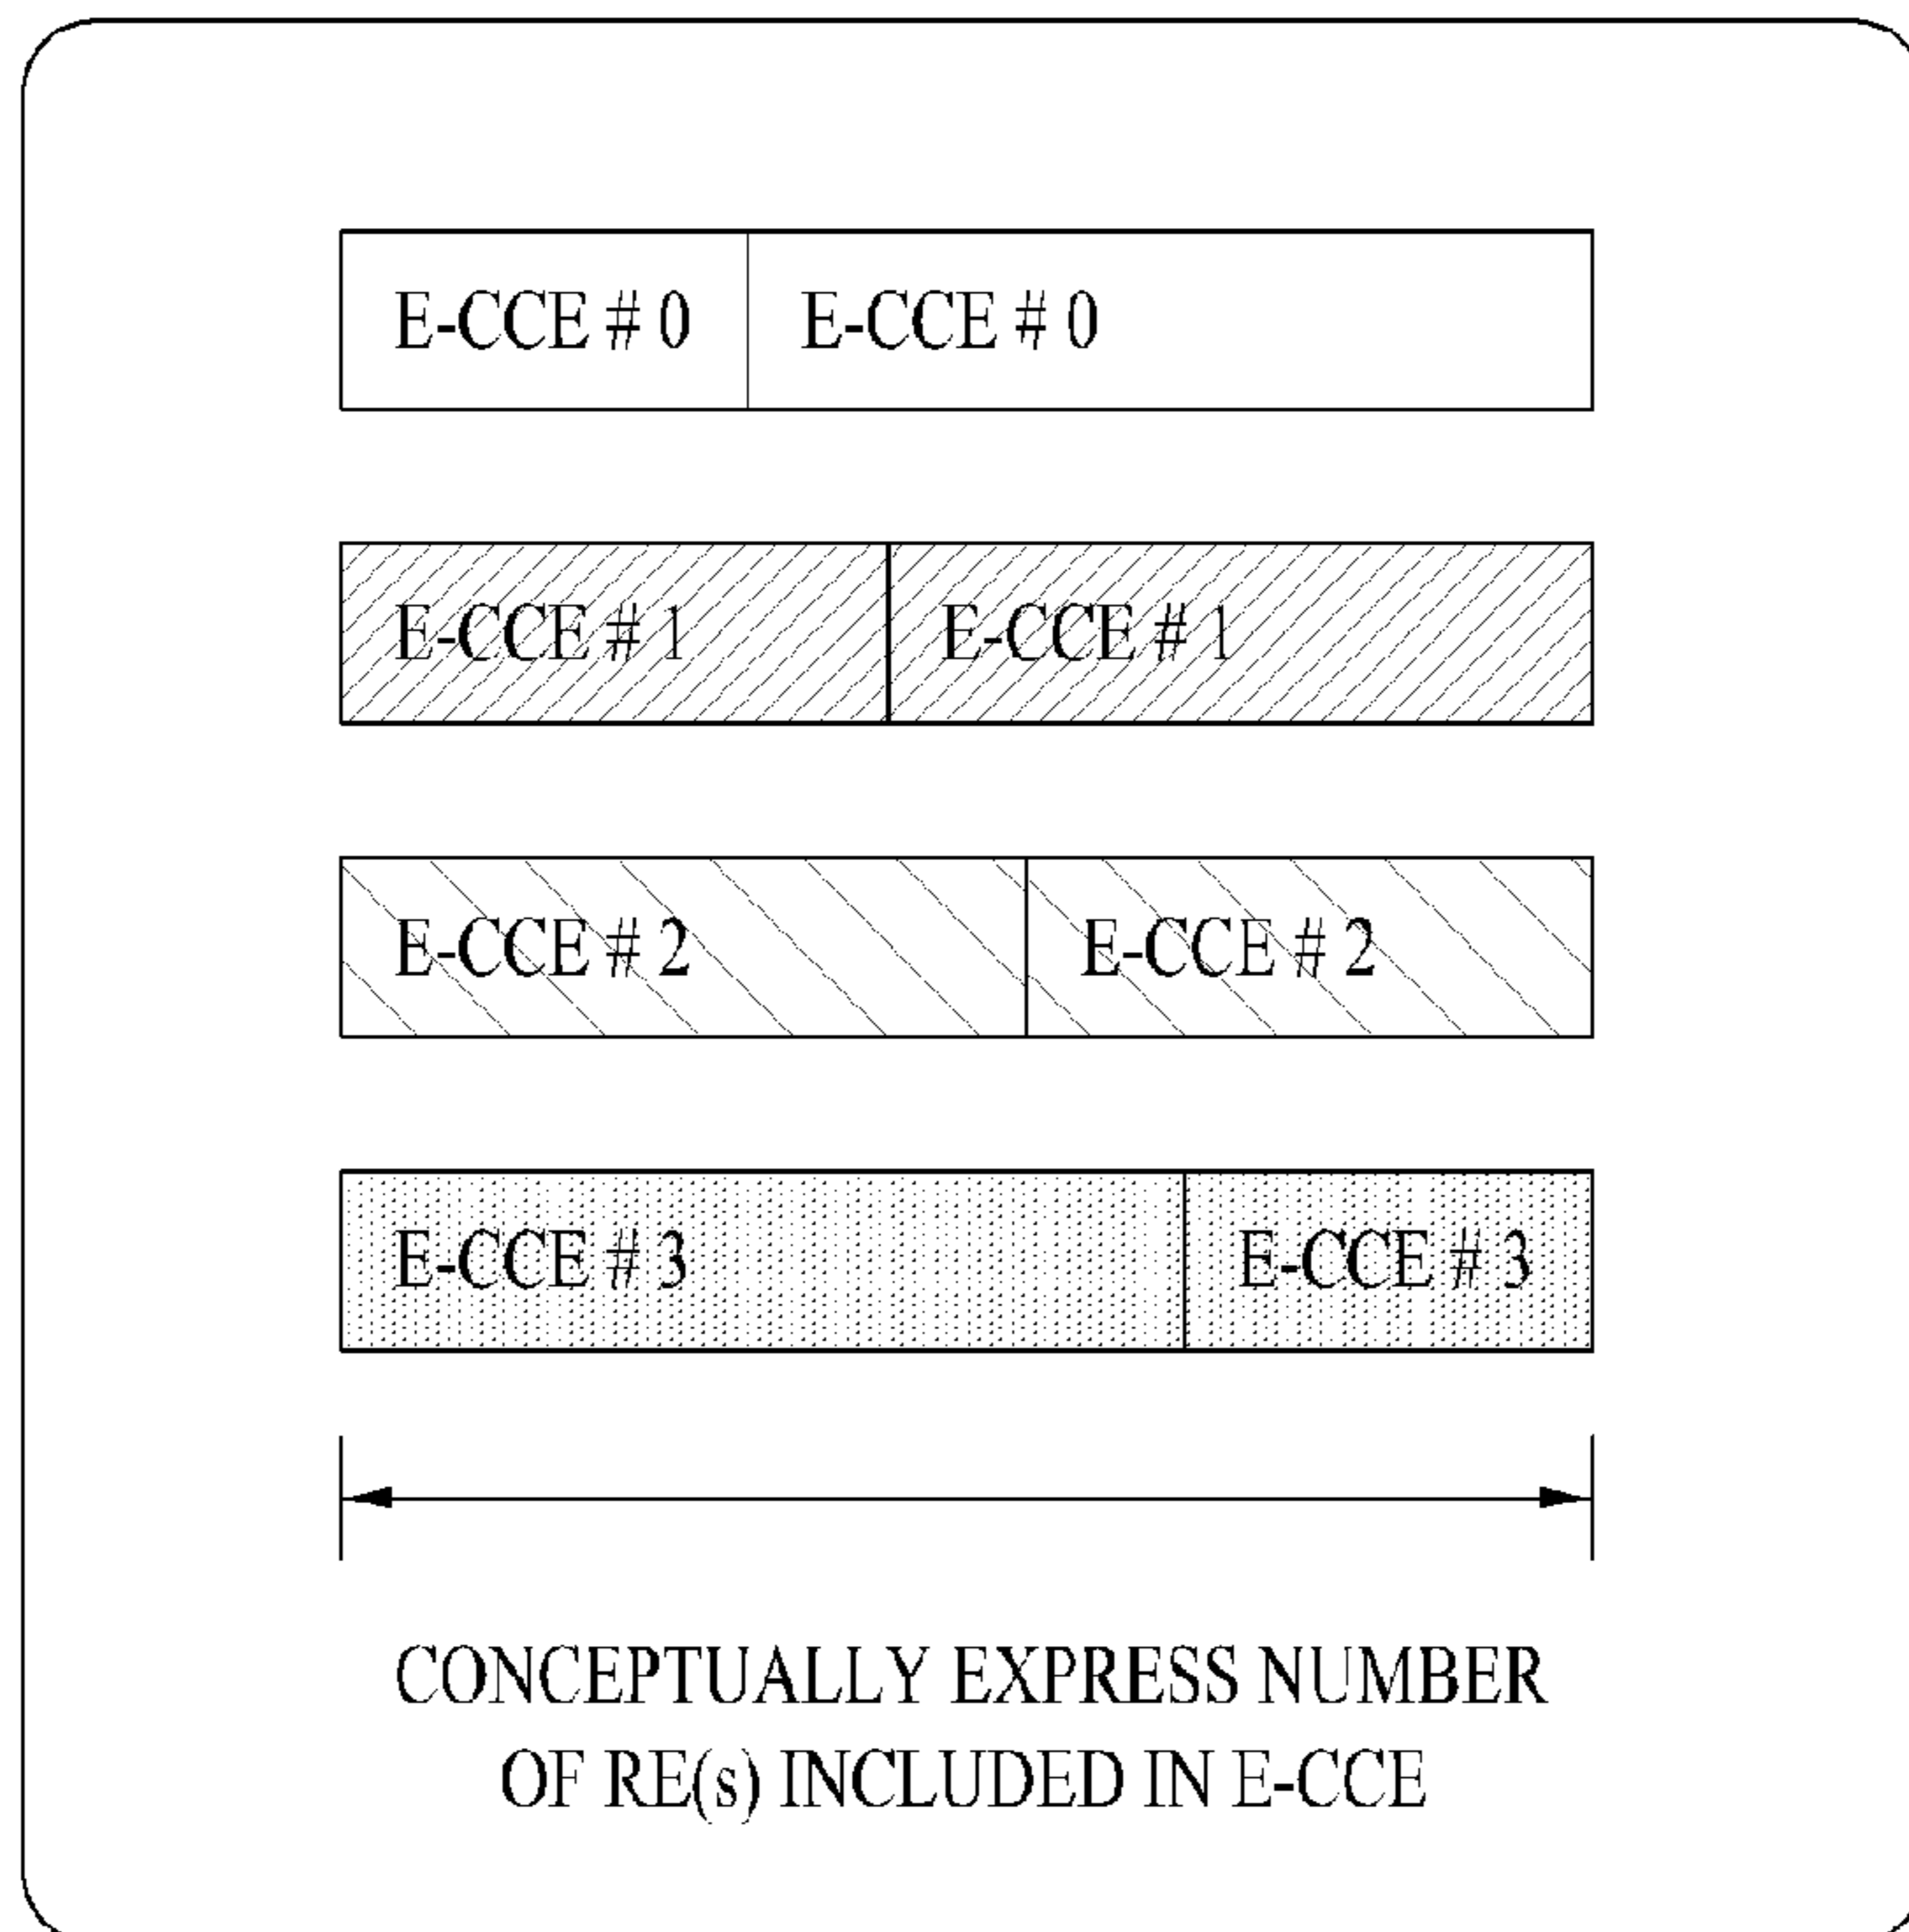 E-CCE # 0 E-CCE # 0
E-CCE # 1 E-CCE # 1
E-CCE # 2 E-CCE # 2
E-CCE # 3 E-CCE # 3
CONCEPTUALLY EXPRESS NUMBER
OF RE(s) INCLUDED IN E-CCE